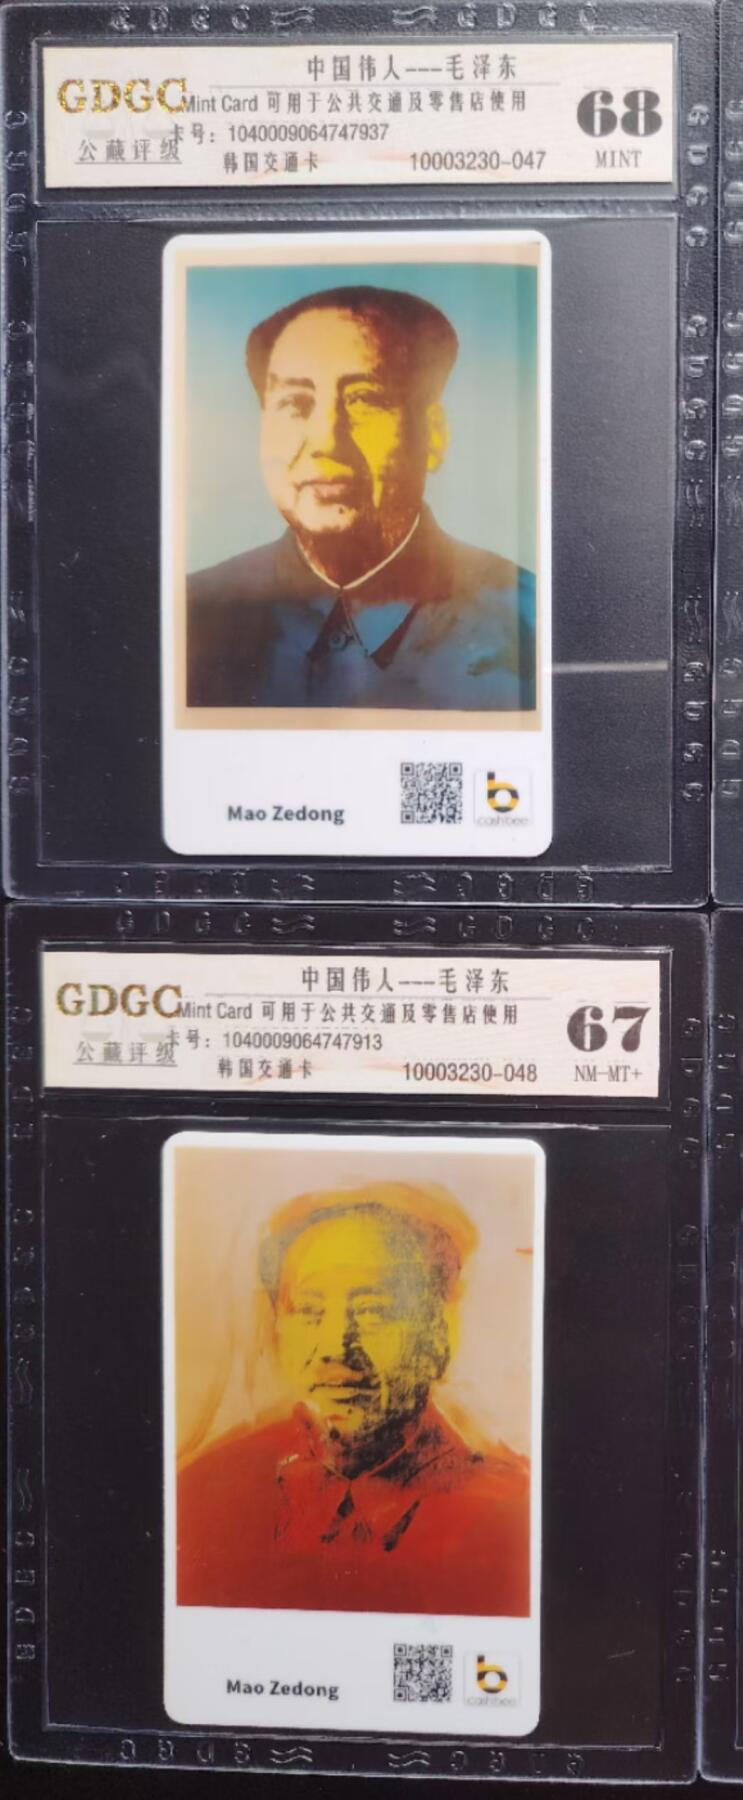 中国伟人---毛泽东
GDGC Mint Card 可用于公共交通及零售店使用 68
卡号：1040009064747937
公藏评级 韩国交通卡 10003230-047 MINT
Mao Zedong
b
cashbee
GDGC
中国伟人---毛泽东
GDGC Mint Card 可用于公共交通及零售店使用 67
卡号：1040009064747913
公藏评级 韩国交通卡 10003230-048 NM-MT+
Mao Zedong
b
cashbee